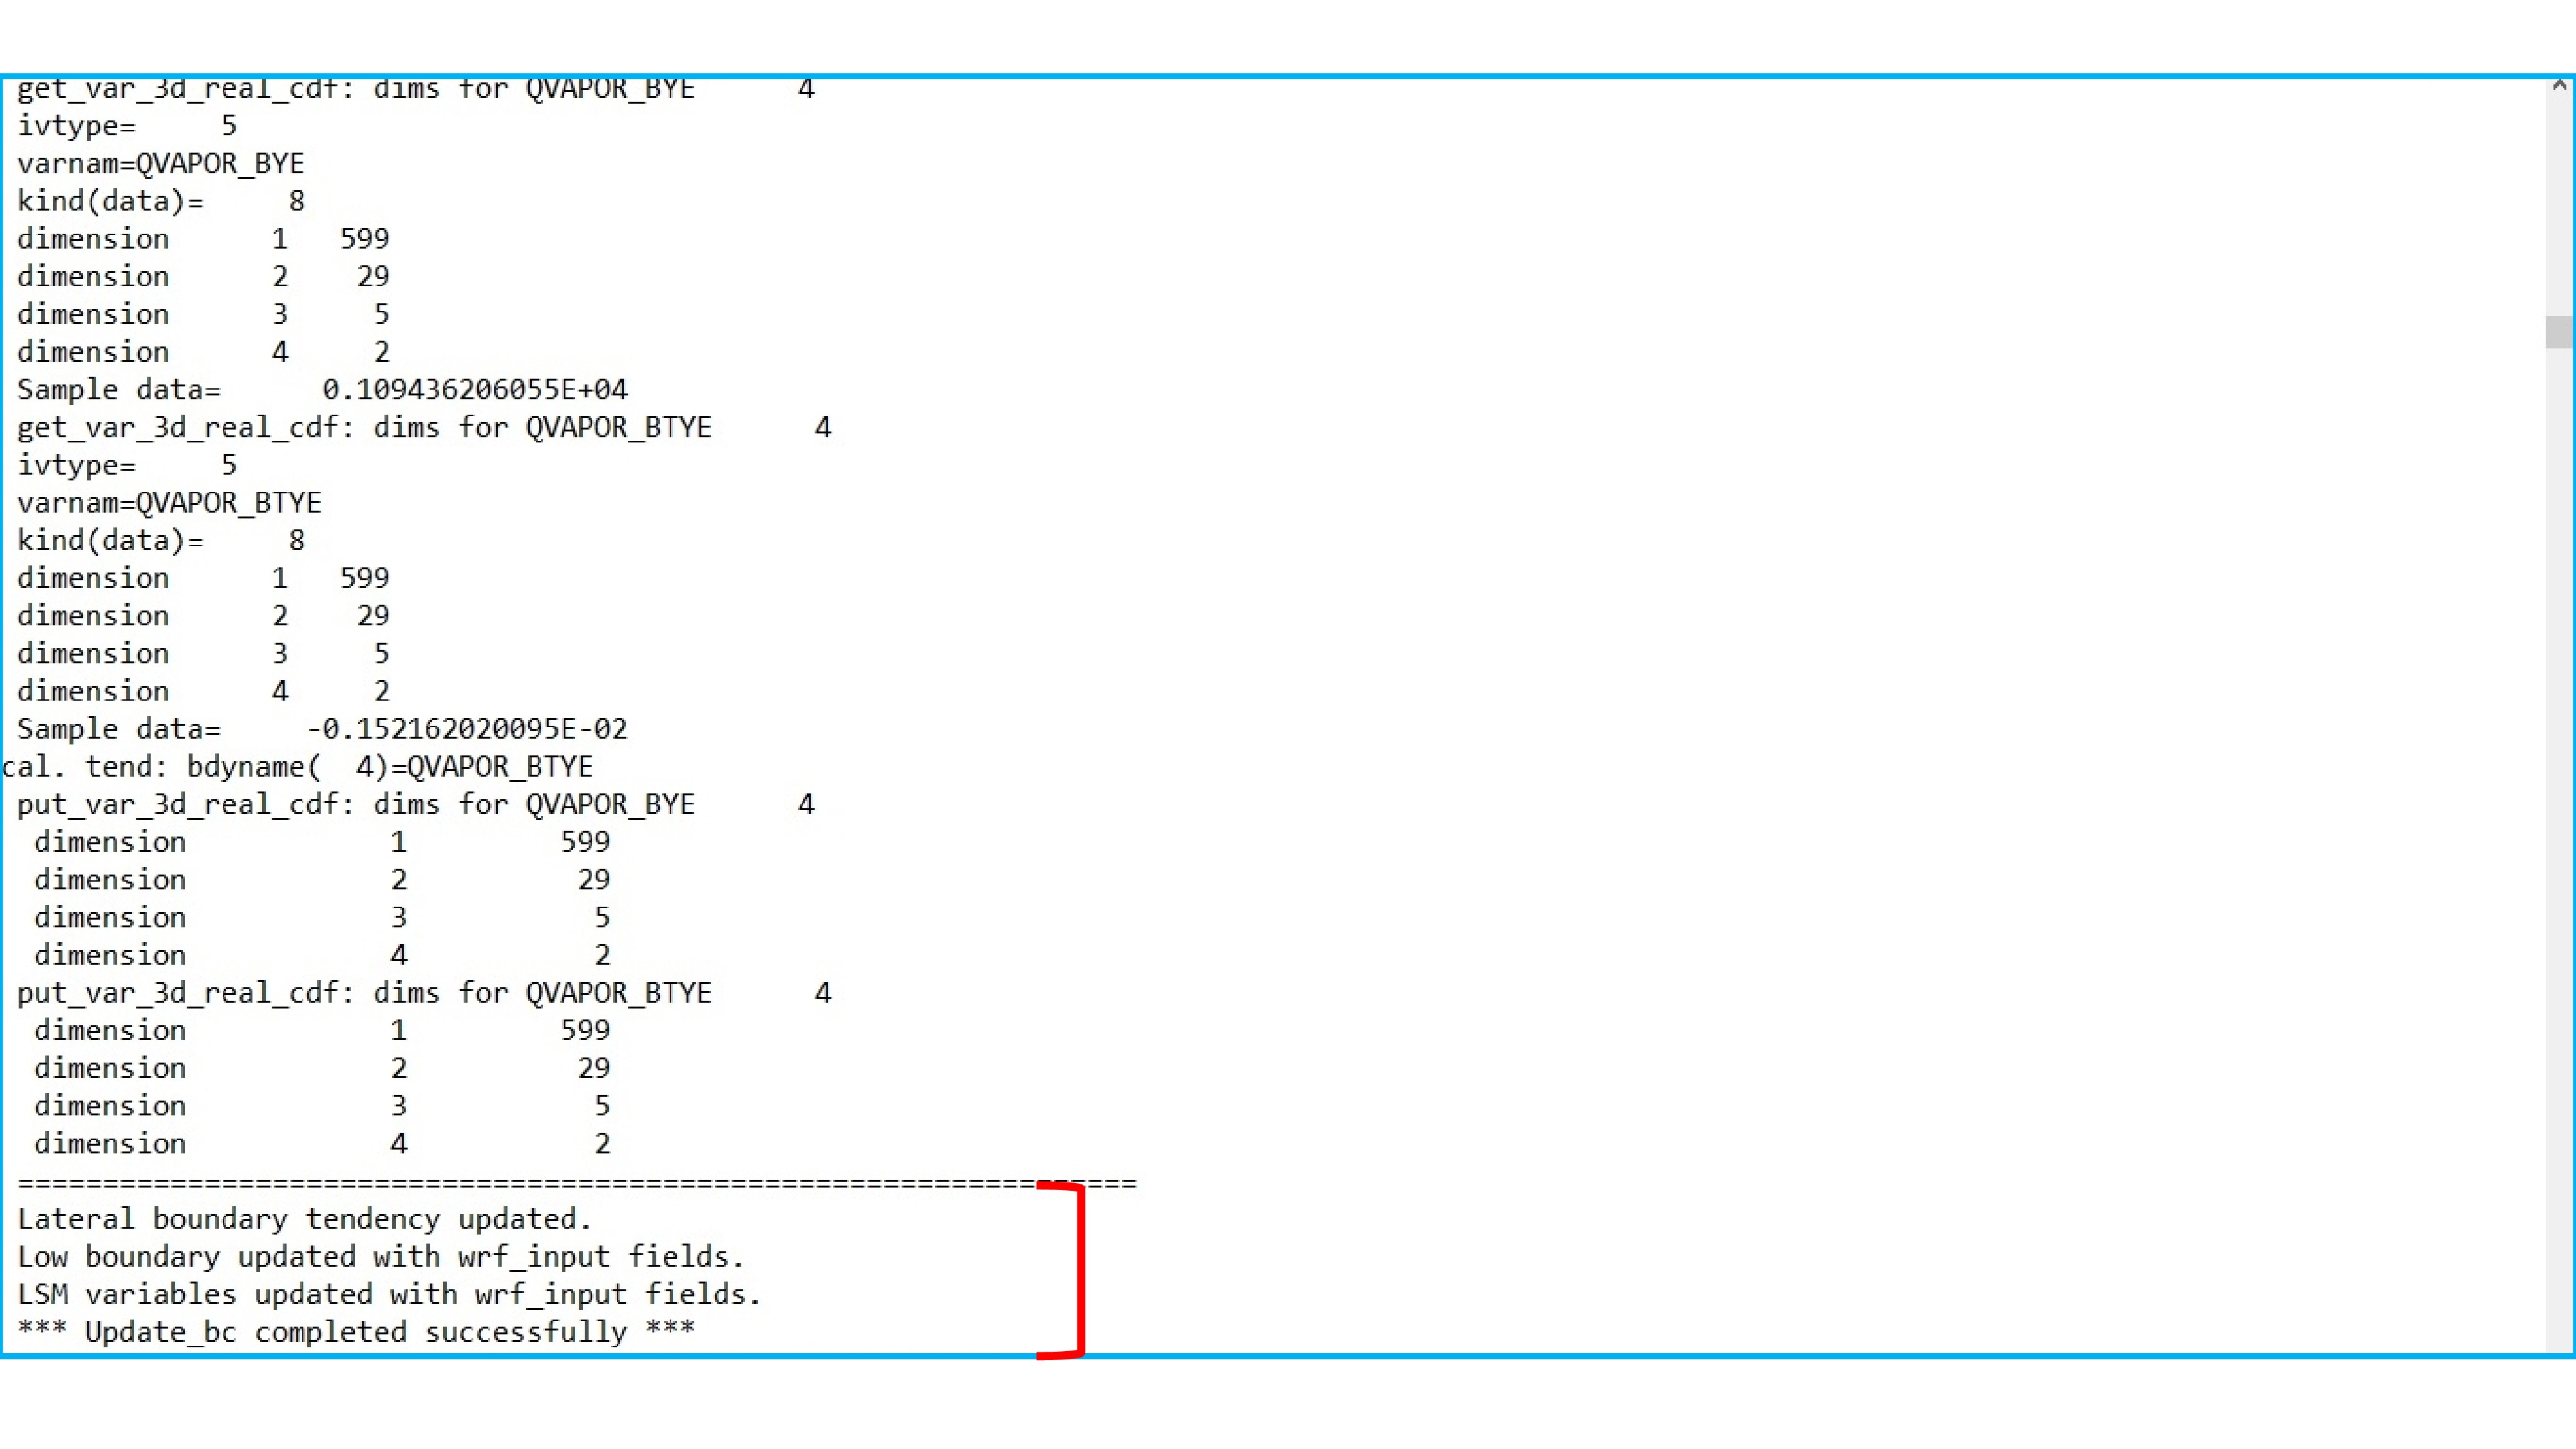 get_var_3d_real_cdf: dims for QVAPOR_BYE      4
ivtype=     5
varnam=QVAPOR_BYE
kind(data)=     8
dimension      1   599
dimension      2    29
dimension      3     5
dimension      4     2
Sample data=      0.109436206055E+04
get_var_3d_real_cdf: dims for QVAPOR_BTYE      4
ivtype=     5
varnam=QVAPOR_BTYE
kind(data)=     8
dimension      1   599
dimension      2    29
dimension      3     5
dimension      4     2
Sample data=     -0.152162020095E-02
cal. tend: bdyname(  4)=QVAPOR_BTYE
put_var_3d_real_cdf: dims for QVAPOR_BYE      4
dimension            1         599
dimension            2          29
dimension            3           5
dimension            4           2
put_var_3d_real_cdf: dims for QVAPOR_BTYE      4
dimension            1         599
dimension            2          29
dimension            3           5
dimension            4           2
==================================================================
Lateral boundary tendency updated.
Low boundary updated with wrf_input fields.
LSM variables updated with wrf_input fields.
*** Update_bc completed successfully ***